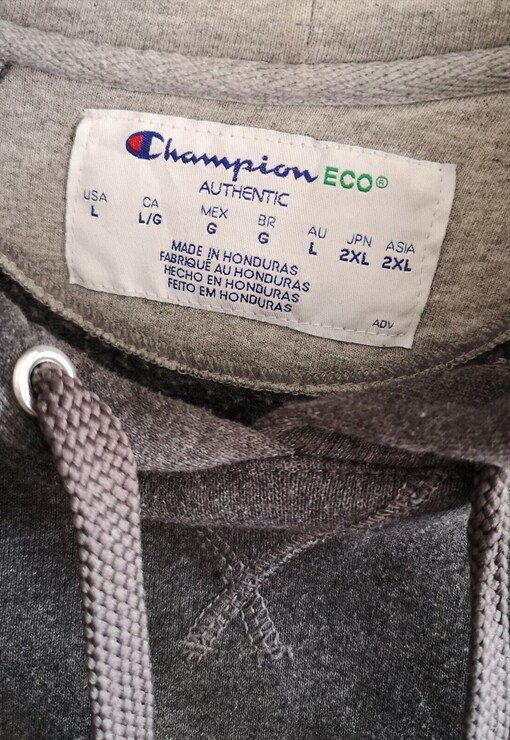 Champion ECO®
AUTHENTIC
USA CA MEX BR AU JPN ASIA
L L/G G G L 2XL 2XL
MADE IN HONDURAS
FABRIQUÉ AU HONDURAS
HECHO EN HONDURAS
FEITO EM HONDURAS
ADV